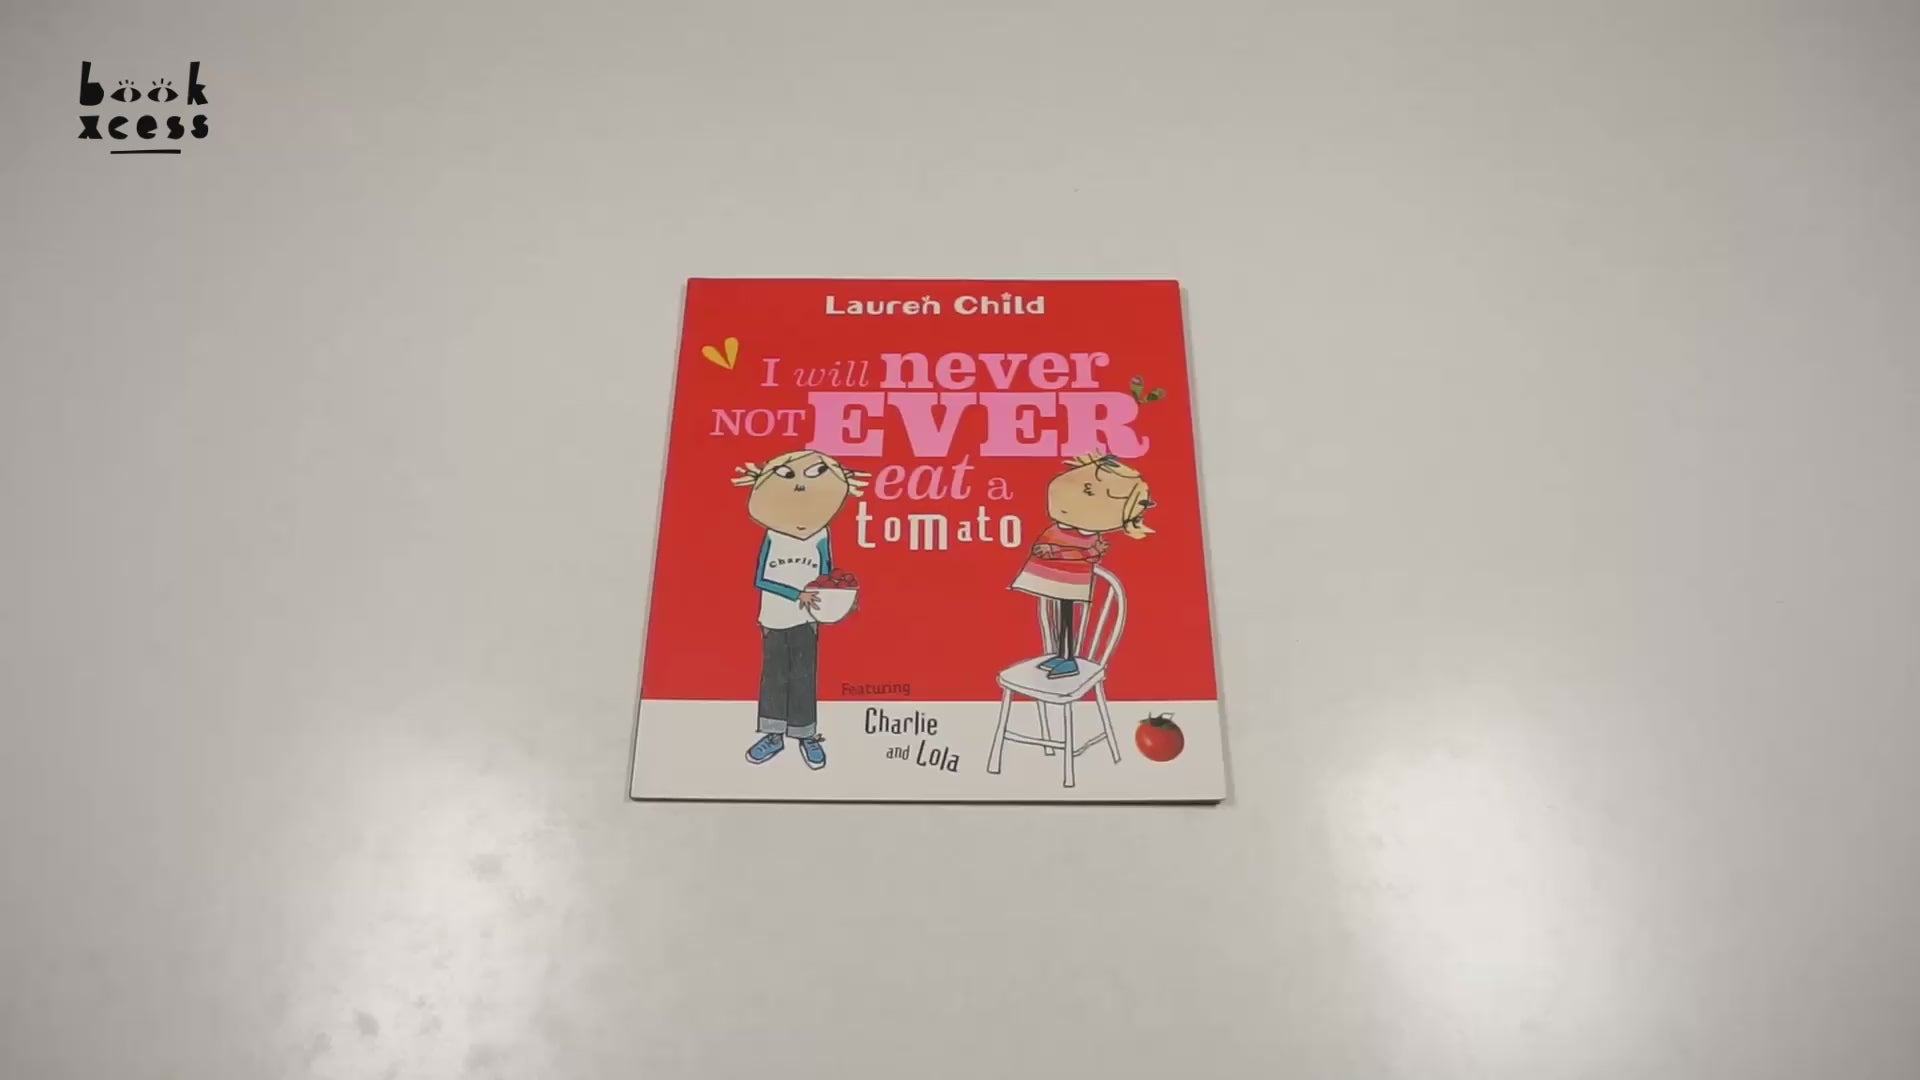 book
xcess
Lauren Child
I will never
NOT EVER
eat a
tomato
Charlie
Featuring
Charlie
and Lola